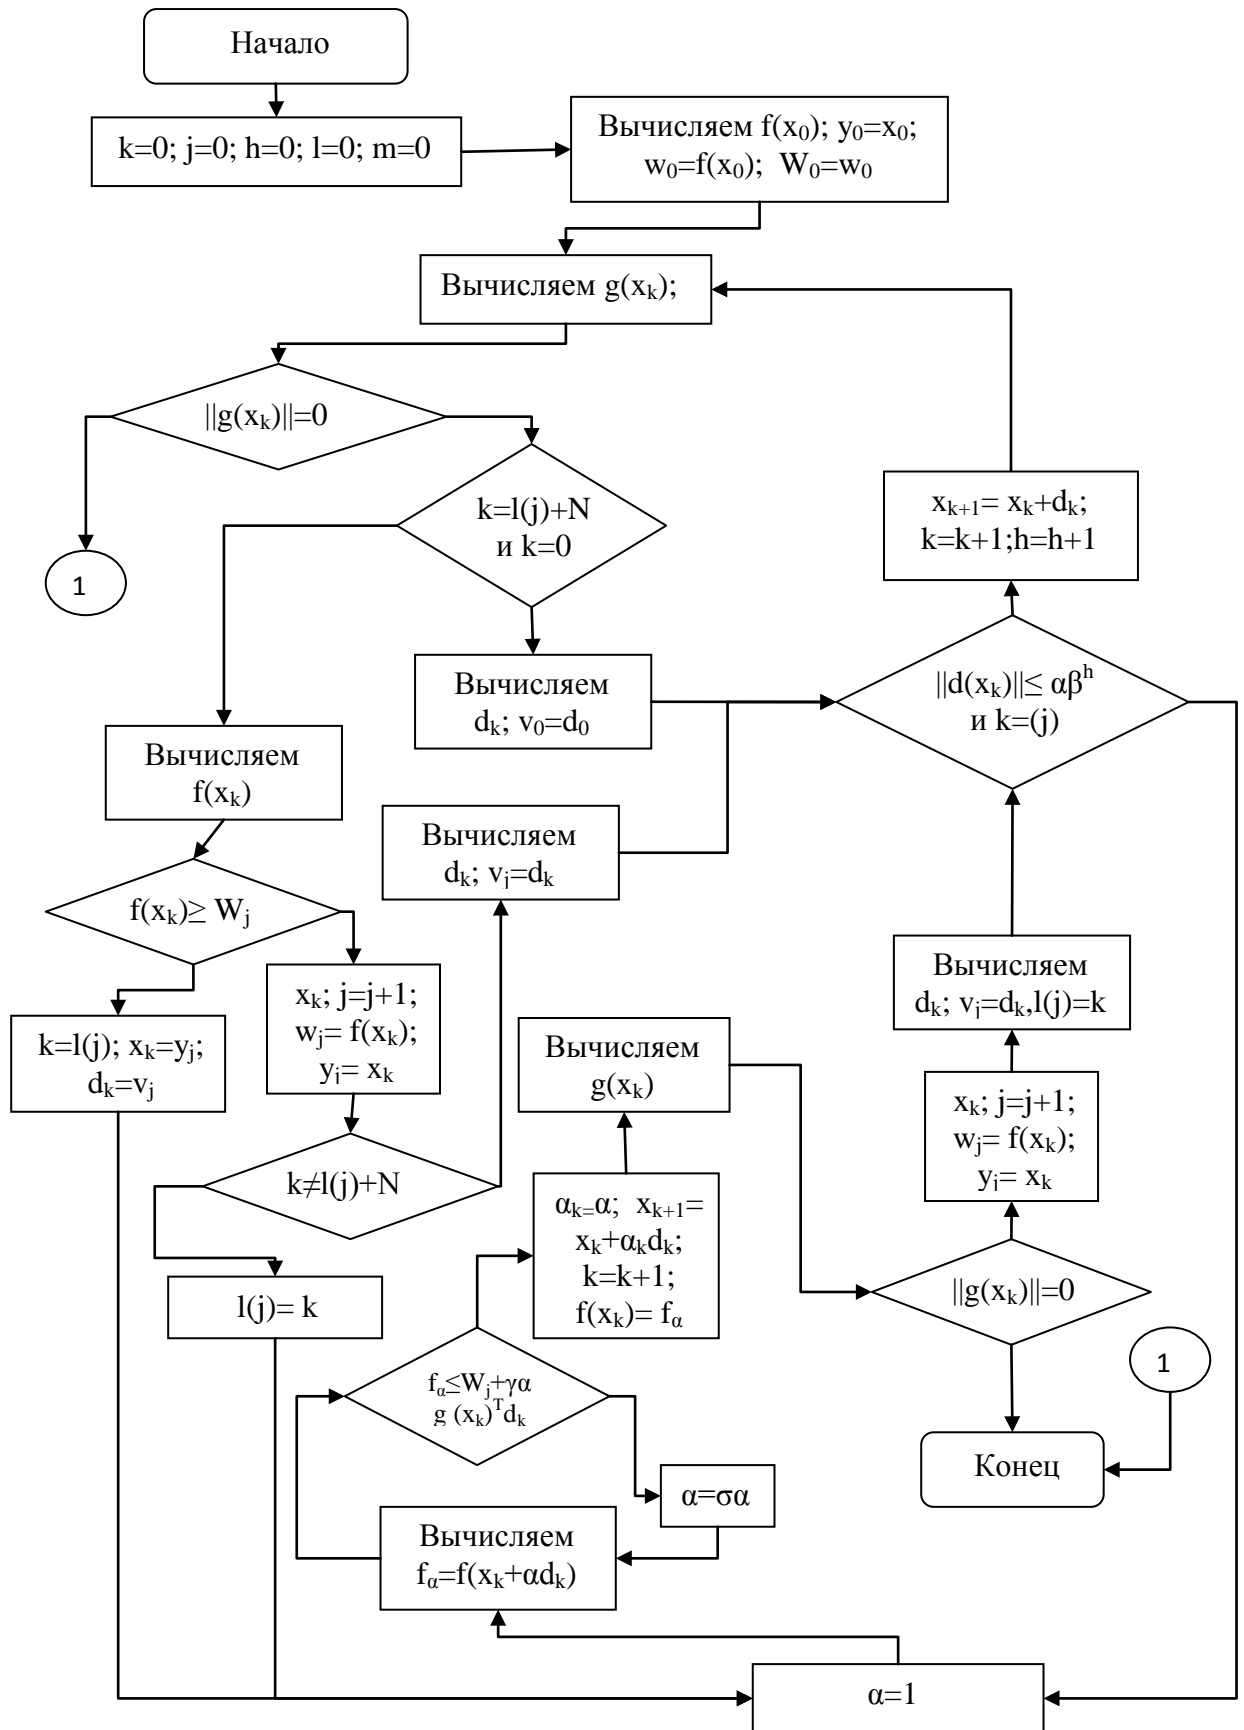 Начало
k=0; j=0; h=0; l=0; m=0
Вычисляем f(x₀); y₀=x₀;
w₀=f(x₀); W₀=w₀
Вычисляем g(xₖ);
||g(xₖ)||=0
k=l(j)+N
и k=0
1
xₖ₊₁= xₖ+dₖ;
k=k+1;h=h+1
Вычисляем
dₖ; v₀=d₀
||d(xₖ)||≤ αβʰ
и k=(j)
Вычисляем
f(xₖ)
Вычисляем
dₖ; vⱼ=dₖ
f(xₖ)≥ Wⱼ
xₖ; j=j+1;
wⱼ= f(xₖ);
yⱼ= xₖ
Вычисляем
dₖ; vⱼ=dₖ,l(j)=k
k=l(j); xₖ=yⱼ;
dₖ=vⱼ
Вычисляем
g(xₖ)
xₖ; j=j+1;
wⱼ= f(xₖ);
yⱼ= xₖ
k≠l(j)+N
αₖ₌α; xₖ₊₁=
xₖ+αₖdₖ;
k=k+1;
f(xₖ)= fα
||g(xₖ)||=0
l(j)= k
1
fα≤Wⱼ+γα
g (xₖ)ᵀdₖ
Конец
α=σα
Вычисляем
fα=f(xₖ+αdₖ)
α=1